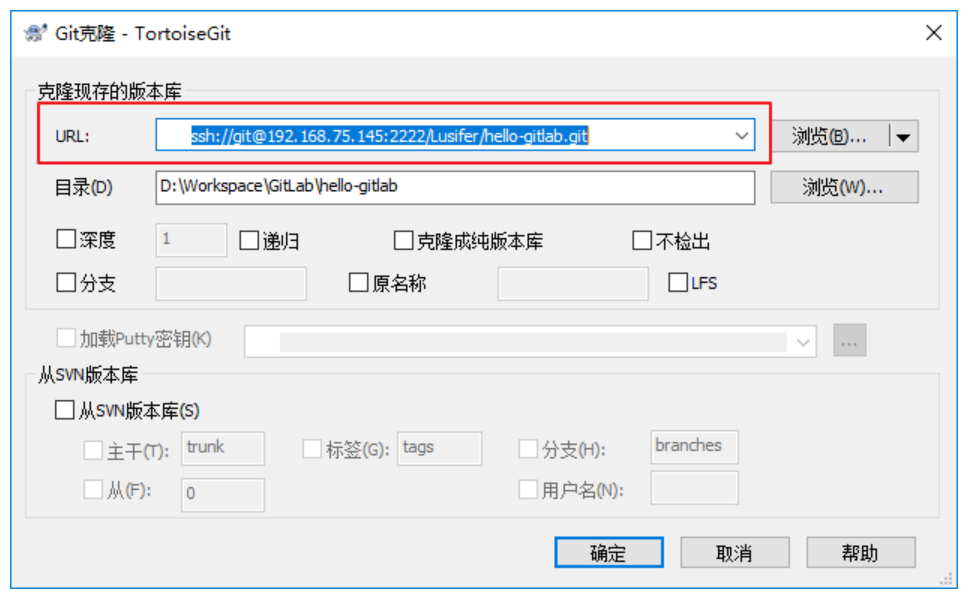 Git克隆 - TortoiseGit
克隆现存的版本库
URL: ssh://git@192.168.75.145:2222/Lusifer/hello-gitlab.git 浏览(B)...
目录(D) D:\Workspace\GitLab\hello-gitlab 浏览(W)...
深度 1 递归 克隆成纯版本库 不检出
分支 原名称 LFS
加载Putty密钥(K) ...
从SVN版本库
从SVN版本库(S)
主干(T): trunk 标签(G): tags 分支(H): branches
从(F): 0 用户名(N):
确定 取消 帮助